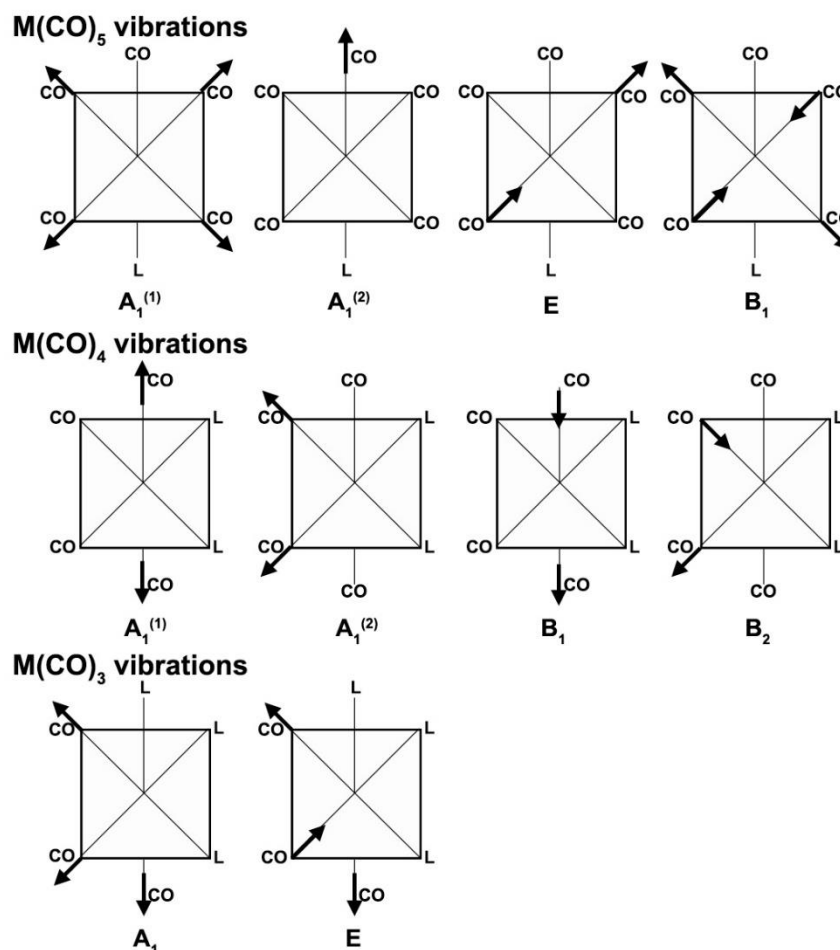 M(CO)5 vibrations
CO CO CO CO
CO CO CO CO CO CO CO CO
CO CO CO CO CO CO CO CO
L L L L
A1(1) A1(2) E B1
M(CO)4 vibrations
CO CO CO CO
CO L CO L CO L CO L
CO L CO L CO L CO L
CO CO CO CO
A1(1) A1(2) B1 B2
M(CO)3 vibrations
L L
CO L CO L
CO L CO L
CO CO
A1 E